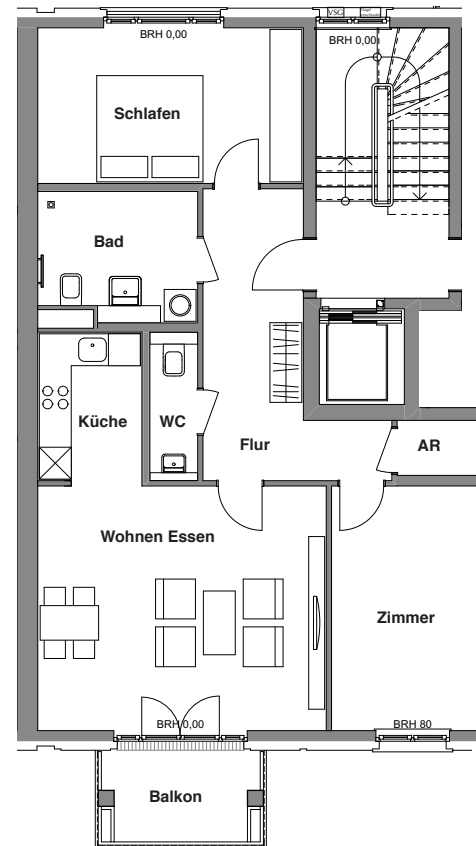 VSG
BRH 0,00
BRH 0,00
Schlafen
Bad
Küche
WC
Flur
AR
Wohnen Essen
Zimmer
BRH 0,00
BRH 80
Balkon